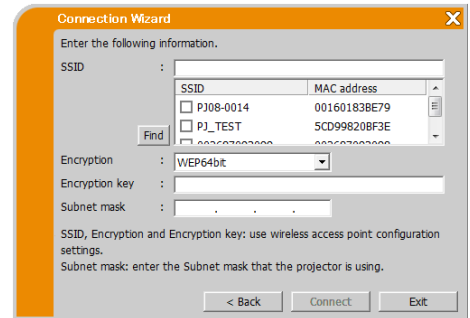 Connection Wizard
Enter the following information.
SSID :
SSID MAC address
PJ08-0014 00160183BE79
PJ_TEST 5CD99820BF3E
Find
Encryption : WEP64bit
Encryption key :
Subnet mask : . . .
SSID, Encryption and Encryption key: use wireless access point configuration
settings.
Subnet mask: enter the Subnet mask that the projector is using.
< Back Connect Exit